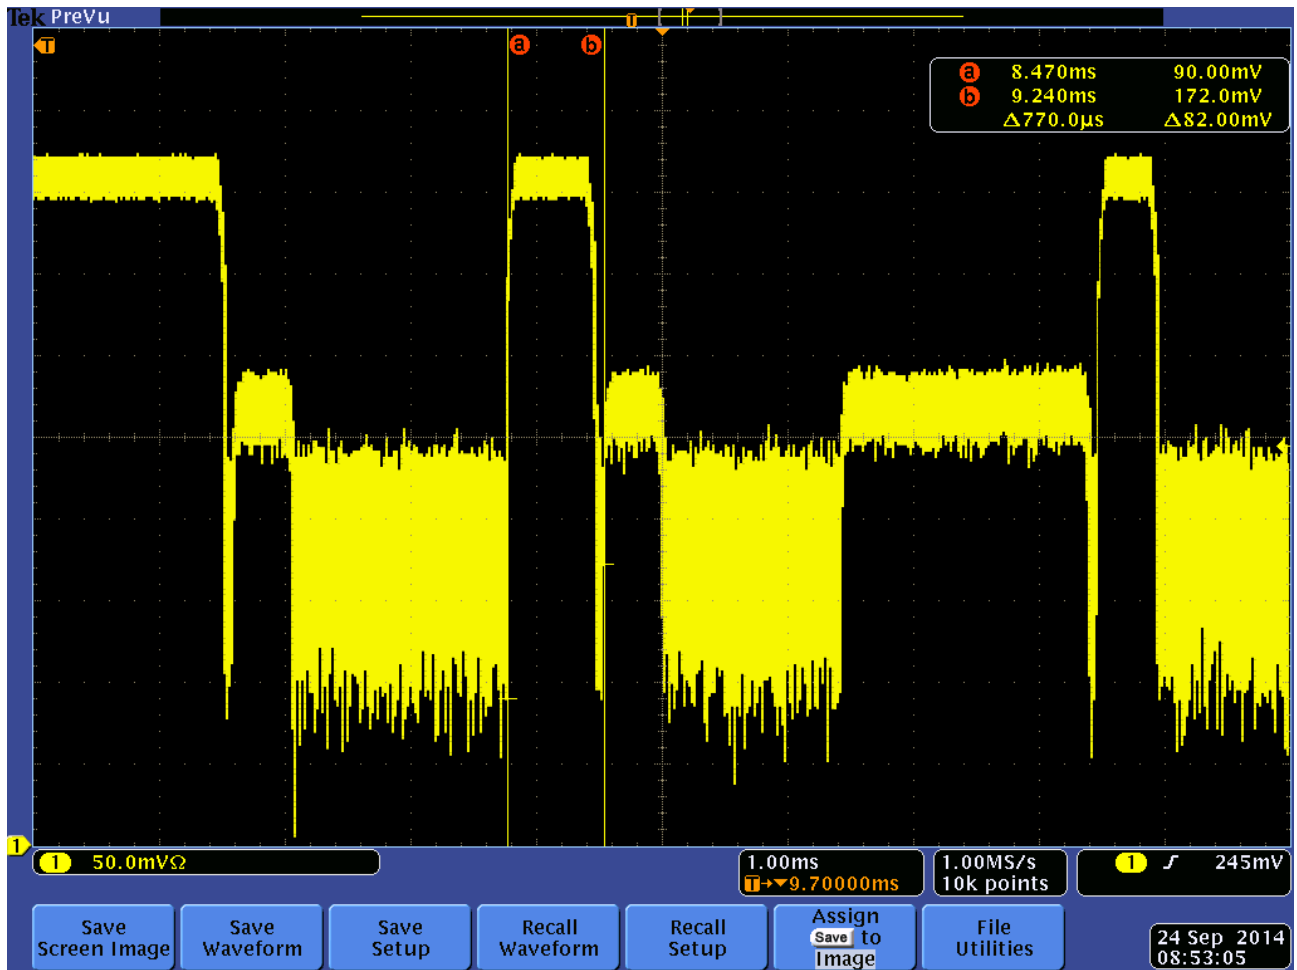 Tek PreVu
T
T
a b
a 8.470ms 90.00mV
b 9.240ms 172.0mV
Δ770.0µs Δ82.00mV
1
1 50.0mVΩ
1.00ms
T→▼9.70000ms
1.00MS/s
10k points
1 245mV
Save
Screen Image
Save
Waveform
Save
Setup
Recall
Waveform
Recall
Setup
Assign
Save to
Image
File
Utilities
24 Sep 2014
08:53:05